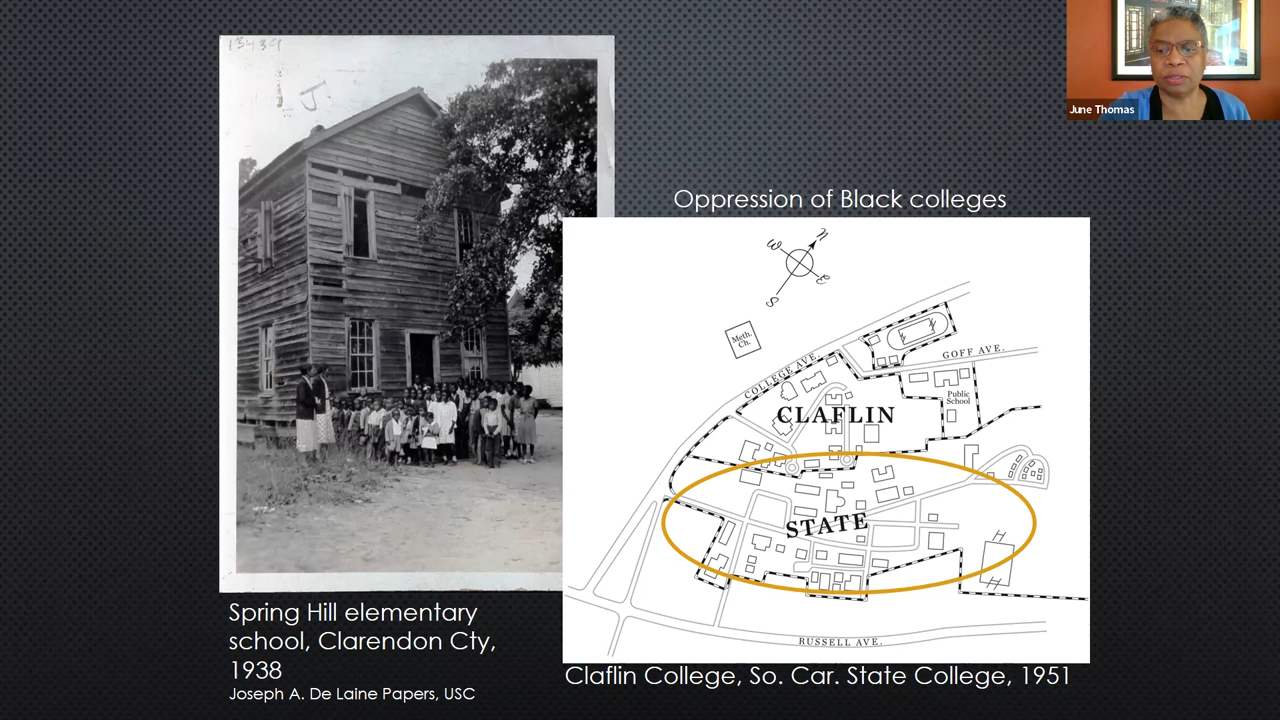 13484
J
June Thomas
Oppression of Black colleges
n
w
e
s
Meth.
Ch.
COLLEGE AVE.
GOFF AVE.
Public
School
CLAFLIN
STATE
RUSSELL AVE.
Spring Hill elementary
school, Clarendon Cty,
1938
Joseph A. De Laine Papers, USC
Claflin College, So. Car. State College, 1951